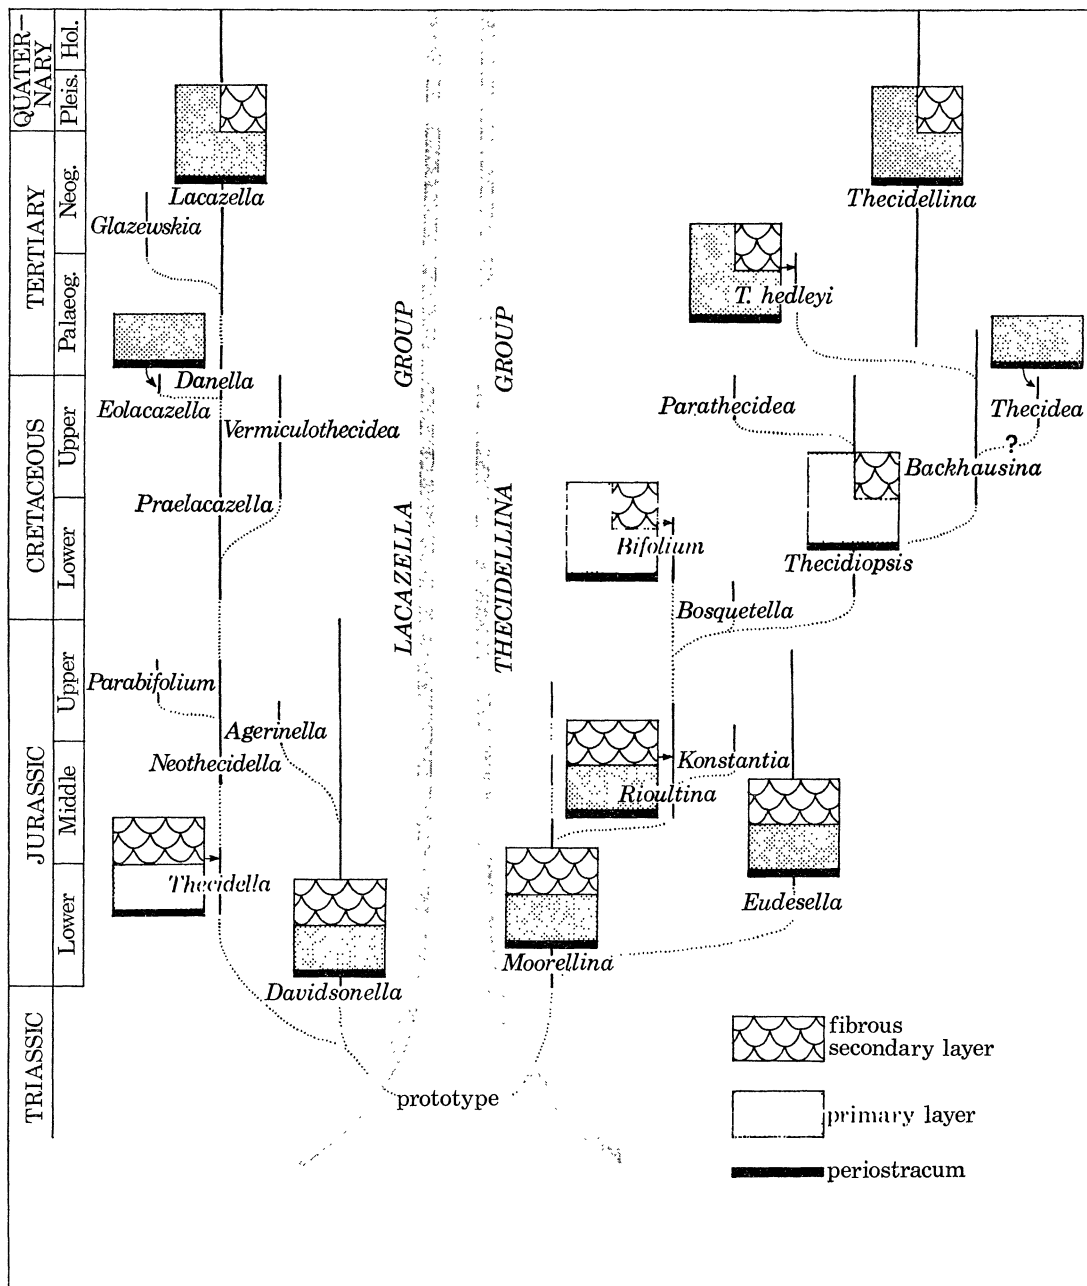 QUATER-
NARY
Hol.
Pleis.
TERTIARY
Neog.
Palaeog.
CRETACEOUS
Upper
Lower
JURASSIC
Upper
Middle
Lower
TRIASSIC
Lacazella
Glazewskia
Danella
Eolacazella
Vermiculothecidea
Praelacazella
Parabifolium
Agerinella
Neothecidella
Thecidella
Davidsonella
LACAZELLA GROUP
THECIDELLINA GROUP
Thecidellina
T. hedleyi
Parathecidea
Thecidea
?
Backhausina
Bifolium
Thecidiopsis
Bosquetella
Konstantia
Rioultina
Eudesella
Moorellina
prototype
fibrous
secondary layer
primary layer
periostracum